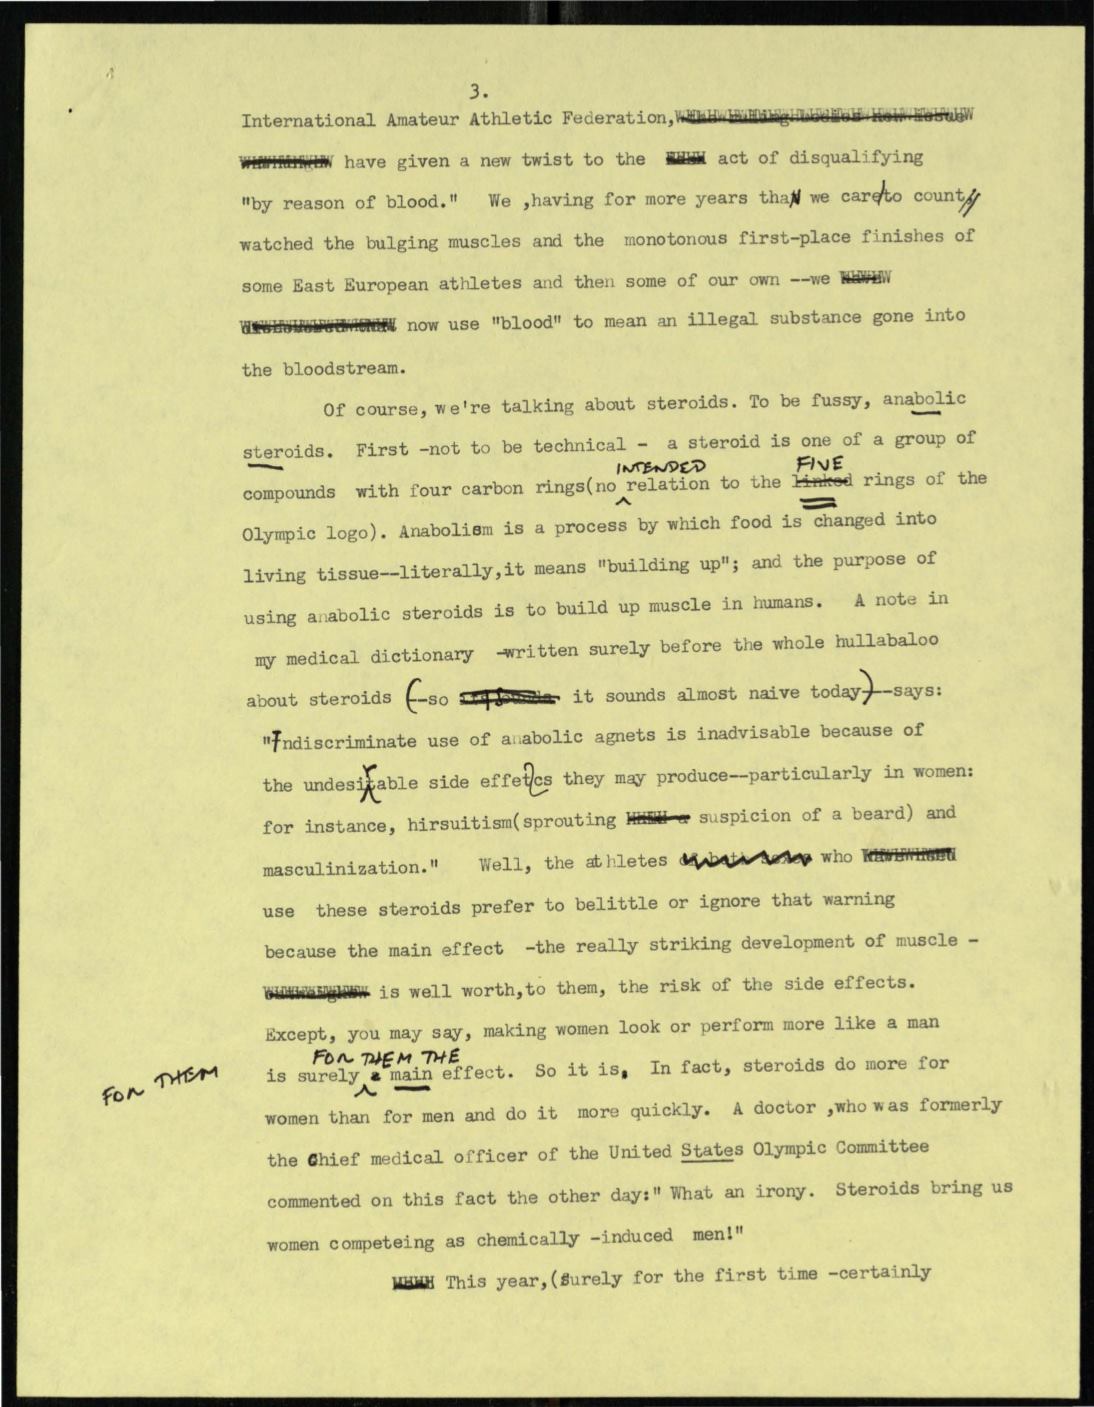 3.
International Amateur Athletic Federation,
have given a new twist to the act of disqualifying
"by reason of blood." We ,having for more years than we care to count,
watched the bulging muscles and the monotonous first-place finishes of
some East European athletes and then some of our own --we
now use "blood" to mean an illegal substance gone into
the bloodstream.
Of course, we're talking about steroids. To be fussy, anabolic
steroids. First -not to be technical - a steroid is one of a group of
INTENDED FIVE
compounds with four carbon rings(no relation to the linked rings of the
Olympic logo). Anabolism is a process by which food is changed into
living tissue--literally,it means "building up"; and the purpose of
using anabolic steroids is to build up muscle in humans. A note in
my medical dictionary -written surely before the whole hullabaloo
about steroids (--so it sounds almost naive today)--says:
"Indiscriminate use of anabolic agnets is inadvisable because of
the undesirable side effetcs they may produce--particularly in women:
for instance, hirsuitism(sprouting suspicion of a beard) and
masculinization." Well, the athletes of both sexes who
use these steroids prefer to belittle or ignore that warning
because the main effect -the really striking development of muscle -
is well worth,to them, the risk of the side effects.
Except, you may say, making women look or perform more like a man
FOR THEM THE
FOR THEM
is surely a main effect. So it is. In fact, steroids do more for
women than for men and do it more quickly. A doctor ,who was formerly
the Chief medical officer of the United States Olympic Committee
commented on this fact the other day:" What an irony. Steroids bring us
women competeing as chemically -induced men!"
This year,(surely for the first time -certainly